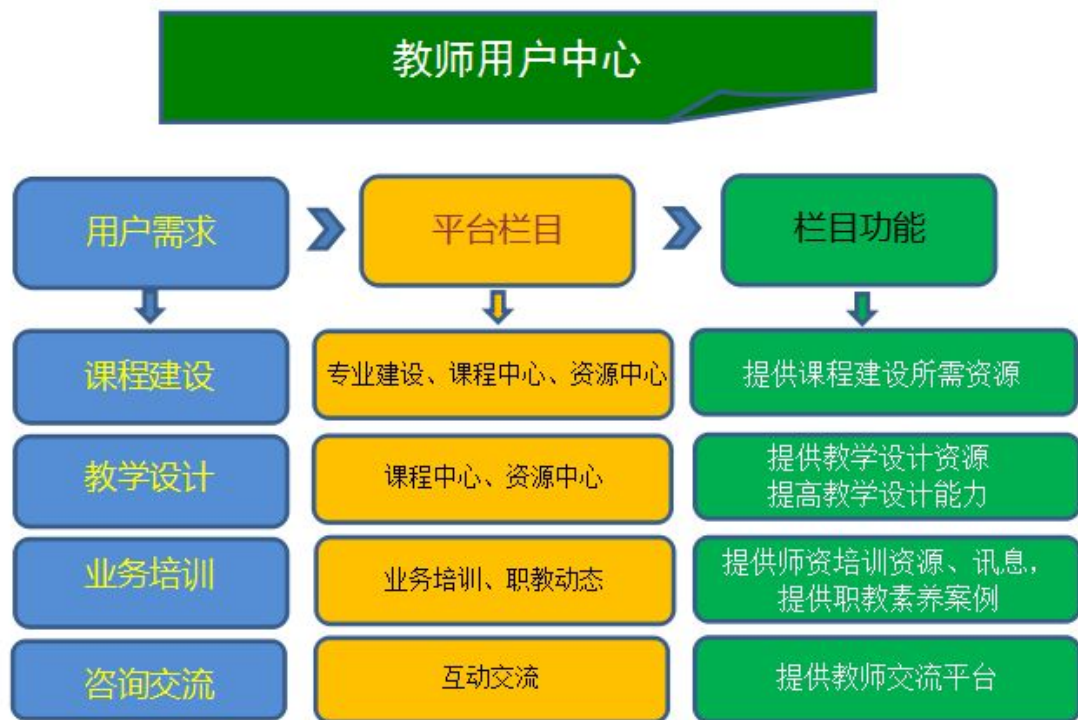 教师用户中心
用户需求
平台栏目
栏目功能
课程建设
专业建设、课程中心、资源中心
提供课程建设所需资源
教学设计
课程中心、资源中心
提供教学设计资源
提高教学设计能力
业务培训
业务培训、职教动态
提供师资培训资源、讯息,
提供职教素养案例
咨询交流
互动交流
提供教师交流平台